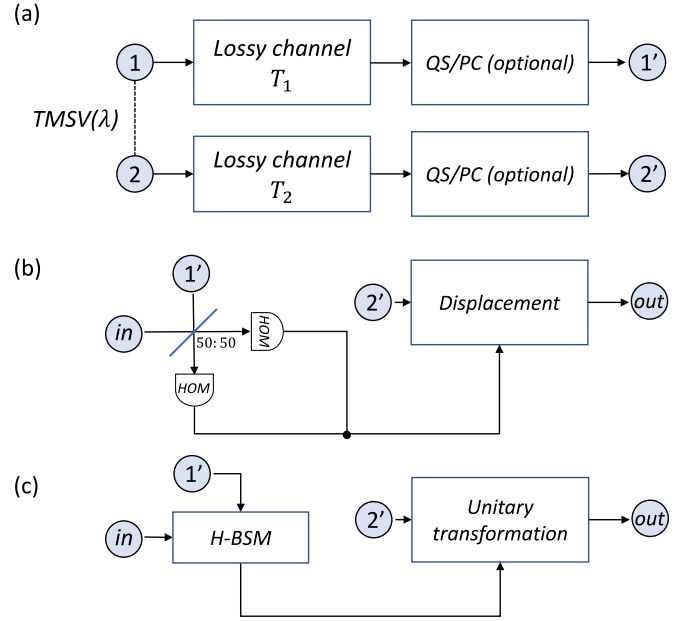 (a)
1
Lossy channel
T₁
QS/PC (optional)
1’
TMSV(λ)
2
Lossy channel
T₂
QS/PC (optional)
2’
(b)
1’
in
50: 50
HOM
HOM
2’
Displacement
out
(c)
1’
in
H-BSM
2’
Unitary
transformation
out